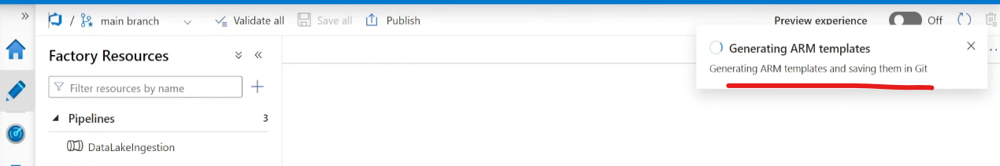 / main branch Validate all Save all Publish Preview experience Off
Factory Resources
Generating ARM templates
Generating ARM templates and saving them in Git
Filter resources by name
Pipelines 3
DataLakeIngestion